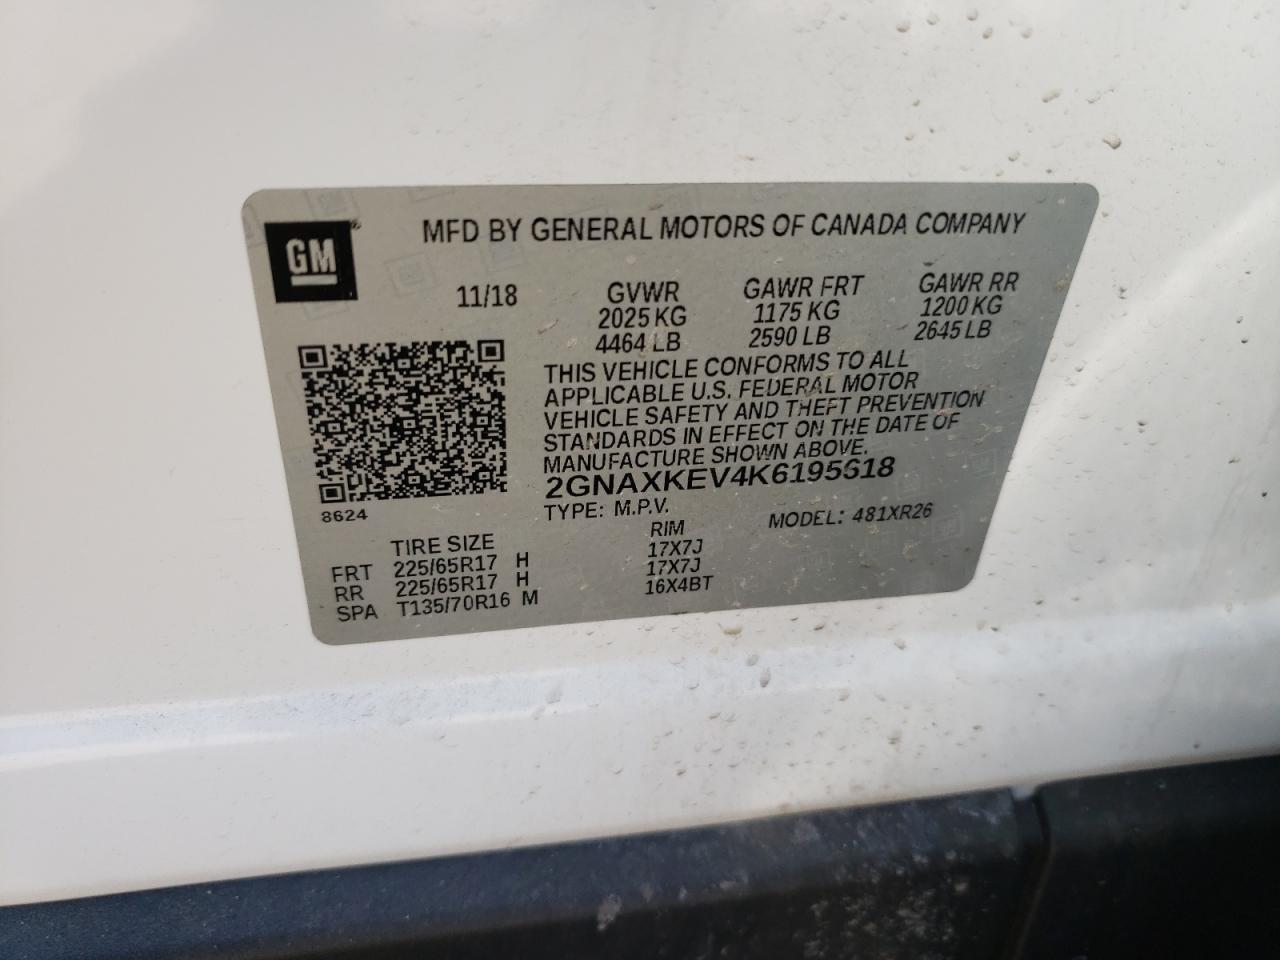 GM
MFD BY GENERAL MOTORS OF CANADA COMPANY
11/18 GVWR GAWR FRT GAWR RR
2025 KG 1175 KG 1200 KG
4464 LB 2590 LB 2645 LB
THIS VEHICLE CONFORMS TO ALL
APPLICABLE U.S. FEDERAL MOTOR
VEHICLE SAFETY AND THEFT PREVENTION
STANDARDS IN EFFECT ON THE DATE OF
MANUFACTURE SHOWN ABOVE.
2GNAXKEV4K6195618
8624 TYPE: M.P.V. MODEL: 481XR26
TIRE SIZE RIM
FRT 225/65R17 H 17X7J
RR 225/65R17 H 17X7J
SPA T135/70R16 M 16X4BT